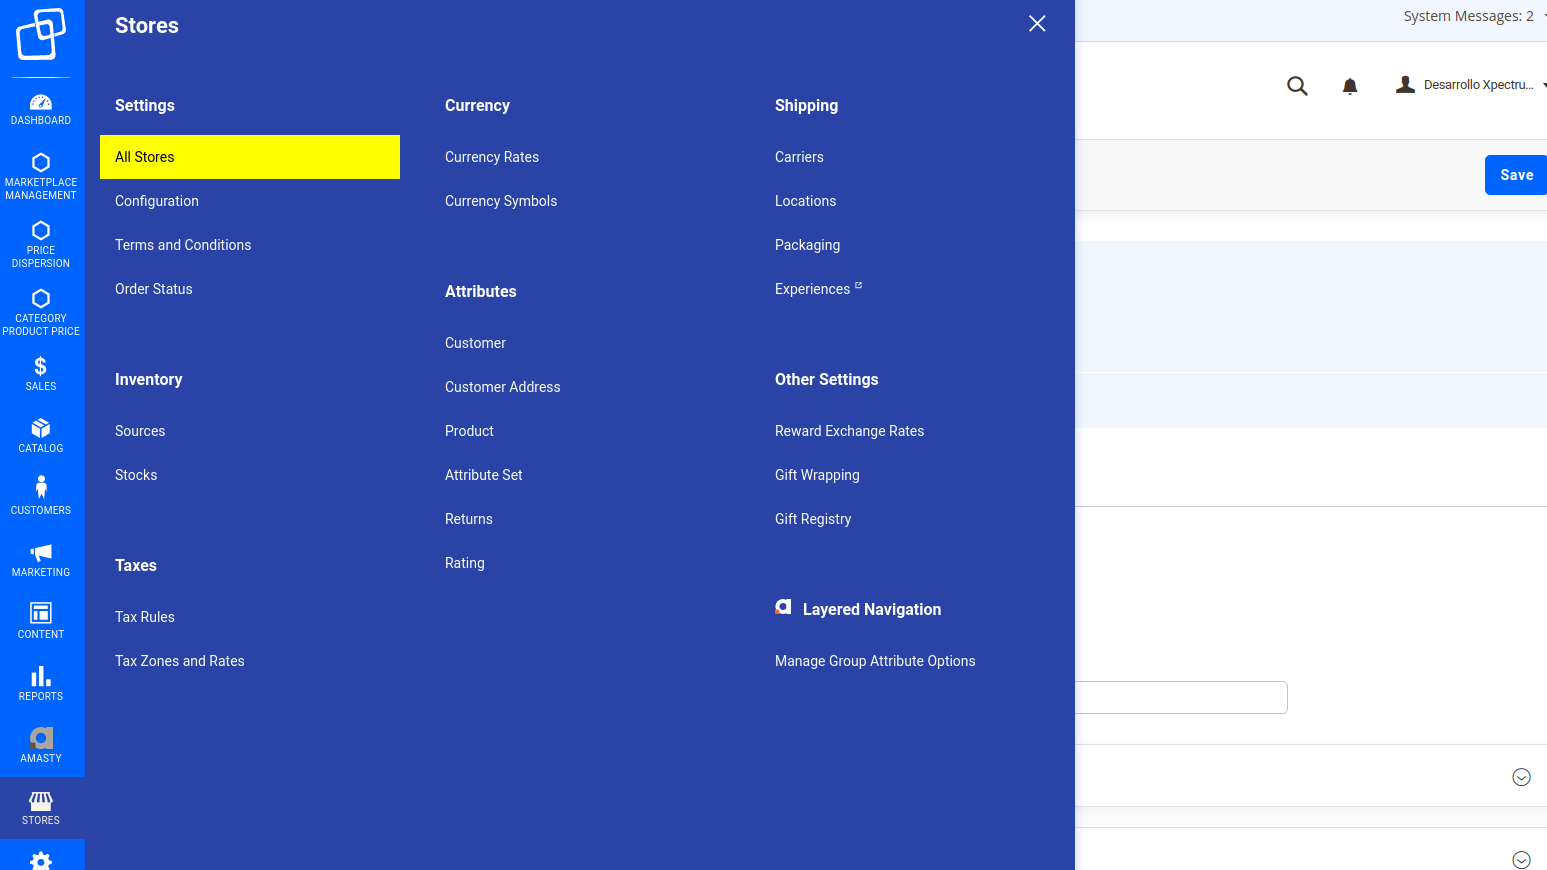 Stores
System Messages: 2
Desarrollo Xpectru...
Save
DASHBOARD
MARKETPLACE
MANAGEMENT
PRICE
DISPERSION
CATEGORY
PRODUCT PRICE
SALES
CATALOG
CUSTOMERS
MARKETING
CONTENT
REPORTS
AMASTY
STORES
Settings
All Stores
Configuration
Terms and Conditions
Order Status
Inventory
Sources
Stocks
Taxes
Tax Rules
Tax Zones and Rates
Currency
Currency Rates
Currency Symbols
Attributes
Customer
Customer Address
Product
Attribute Set
Returns
Rating
Shipping
Carriers
Locations
Packaging
Experiences
Other Settings
Reward Exchange Rates
Gift Wrapping
Gift Registry
Layered Navigation
Manage Group Attribute Options